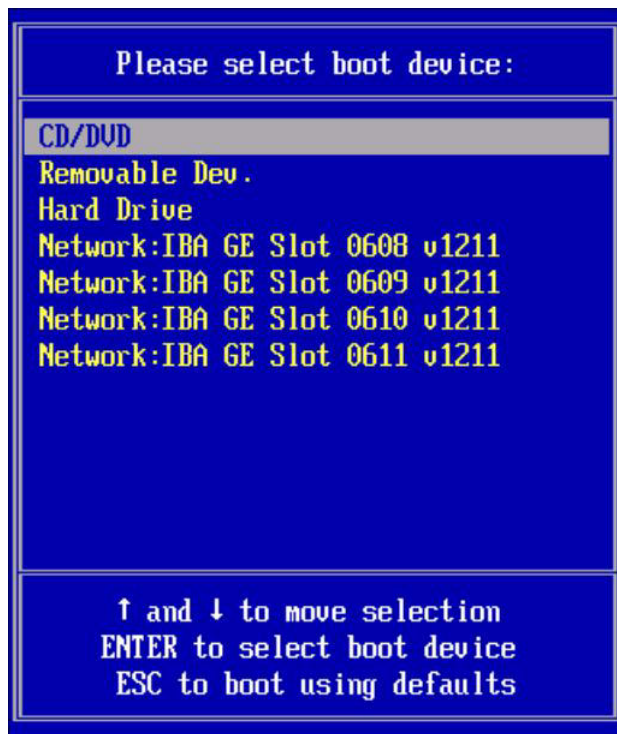 Please select boot device:
CD/DVD
Removable Dev.
Hard Drive
Network:IBA GE Slot 0608 v1211
Network:IBA GE Slot 0609 v1211
Network:IBA GE Slot 0610 v1211
Network:IBA GE Slot 0611 v1211
↑ and ↓ to move selection
ENTER to select boot device
ESC to boot using defaults